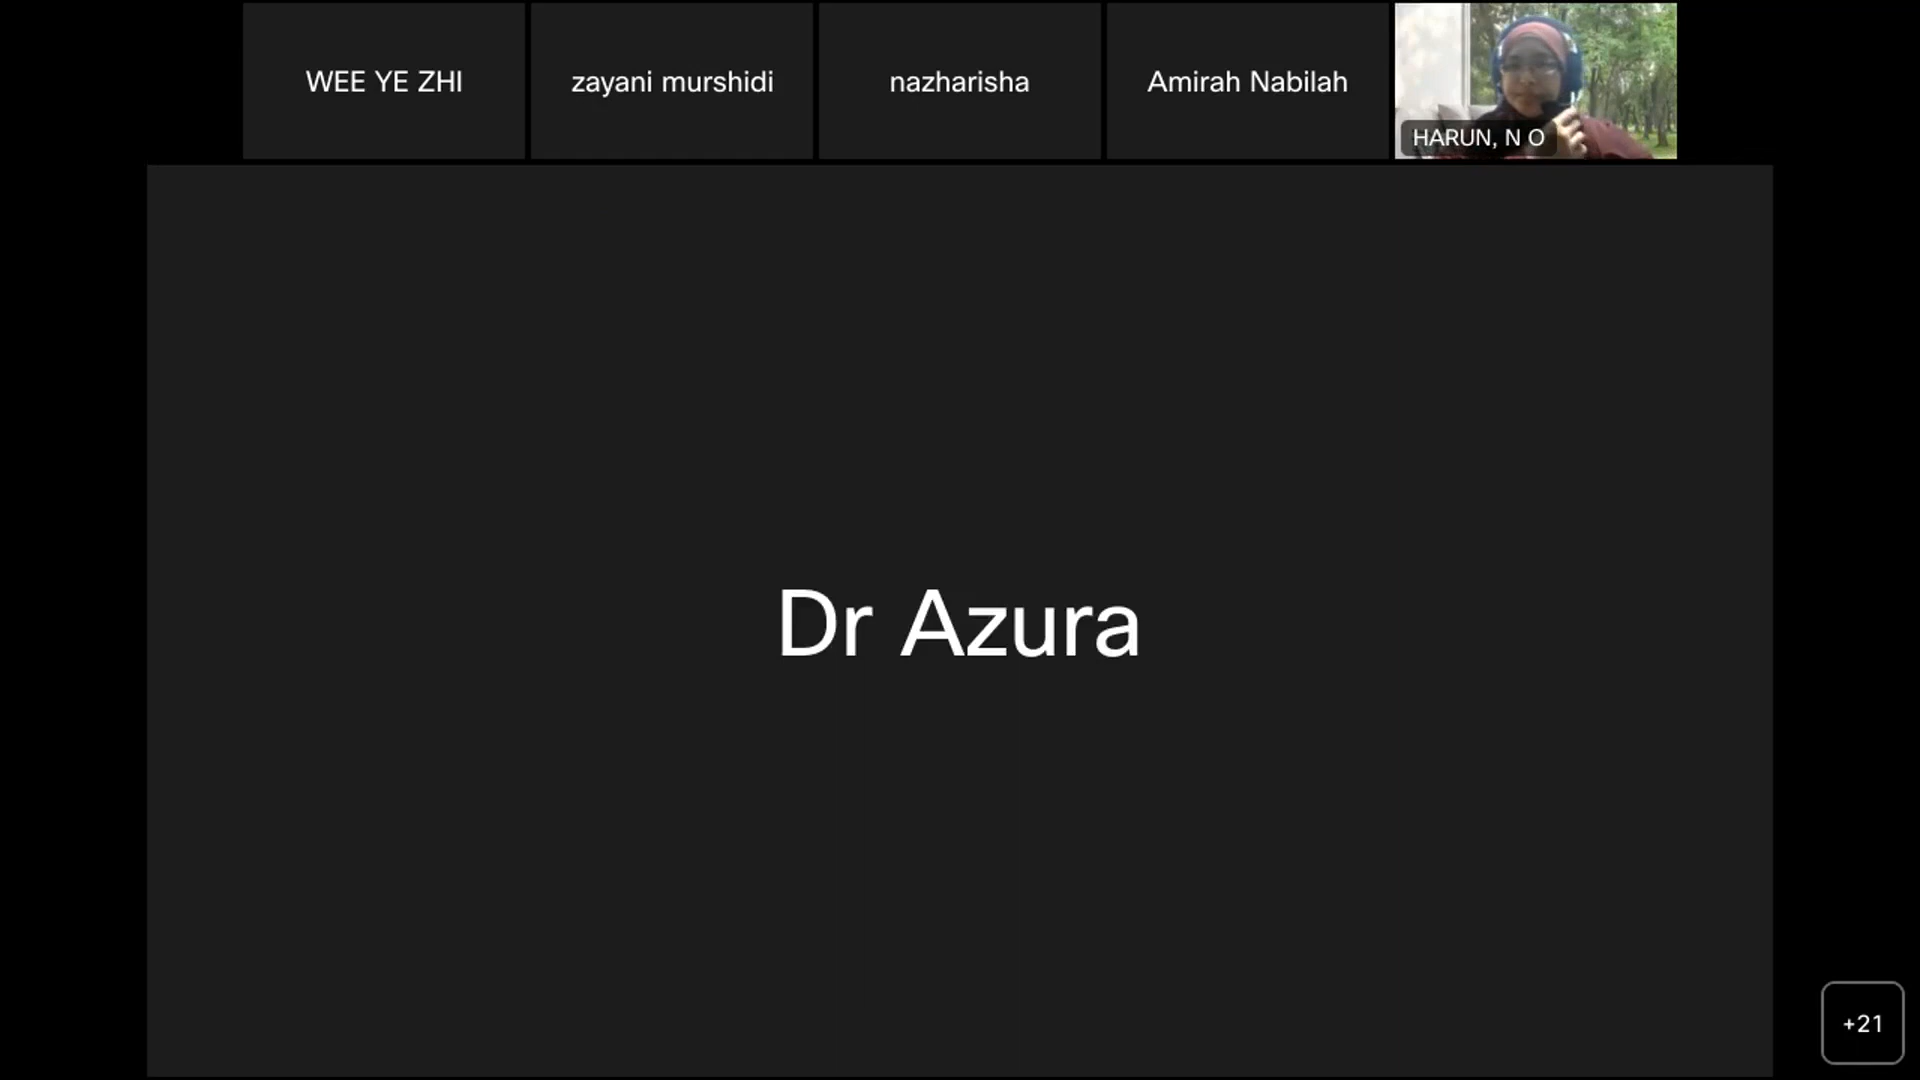 WEE YE ZHI
zayani murshidi
nazharisha
Amirah Nabilah
HARUN, N O
Dr Azura
+21